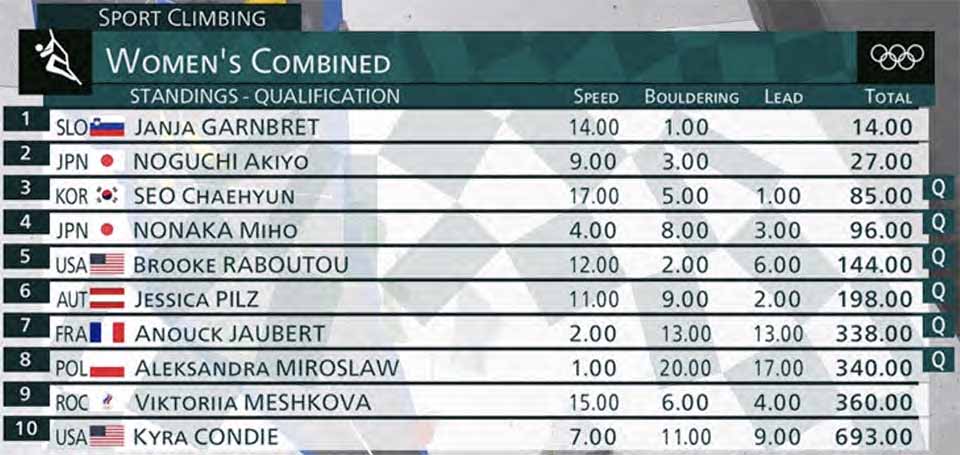 SPORT CLIMBING
WOMEN'S COMBINED
STANDINGS - QUALIFICATION SPEED BOULDERING LEAD TOTAL
1 SLO JANJA GARNBRET 14.00 1.00 14.00
2 JPN NOGUCHI AKIYO 9.00 3.00 27.00
3 KOR SEO CHAEHYUN 17.00 5.00 1.00 85.00 Q
4 JPN NONAKA MIHO 4.00 8.00 3.00 96.00 Q
5 USA BROOKE RABOUTOU 12.00 2.00 6.00 144.00 Q
6 AUT JESSICA PILZ 11.00 9.00 2.00 198.00 Q
7 FRA ANOUCK JAUBERT 2.00 13.00 13.00 338.00 Q
8 POL ALEKSANDRA MIROSLAW 1.00 20.00 17.00 340.00 Q
9 ROC VIKTORIIA MESHKOVA 15.00 6.00 4.00 360.00
10 USA KYRA CONDIE 7.00 11.00 9.00 693.00